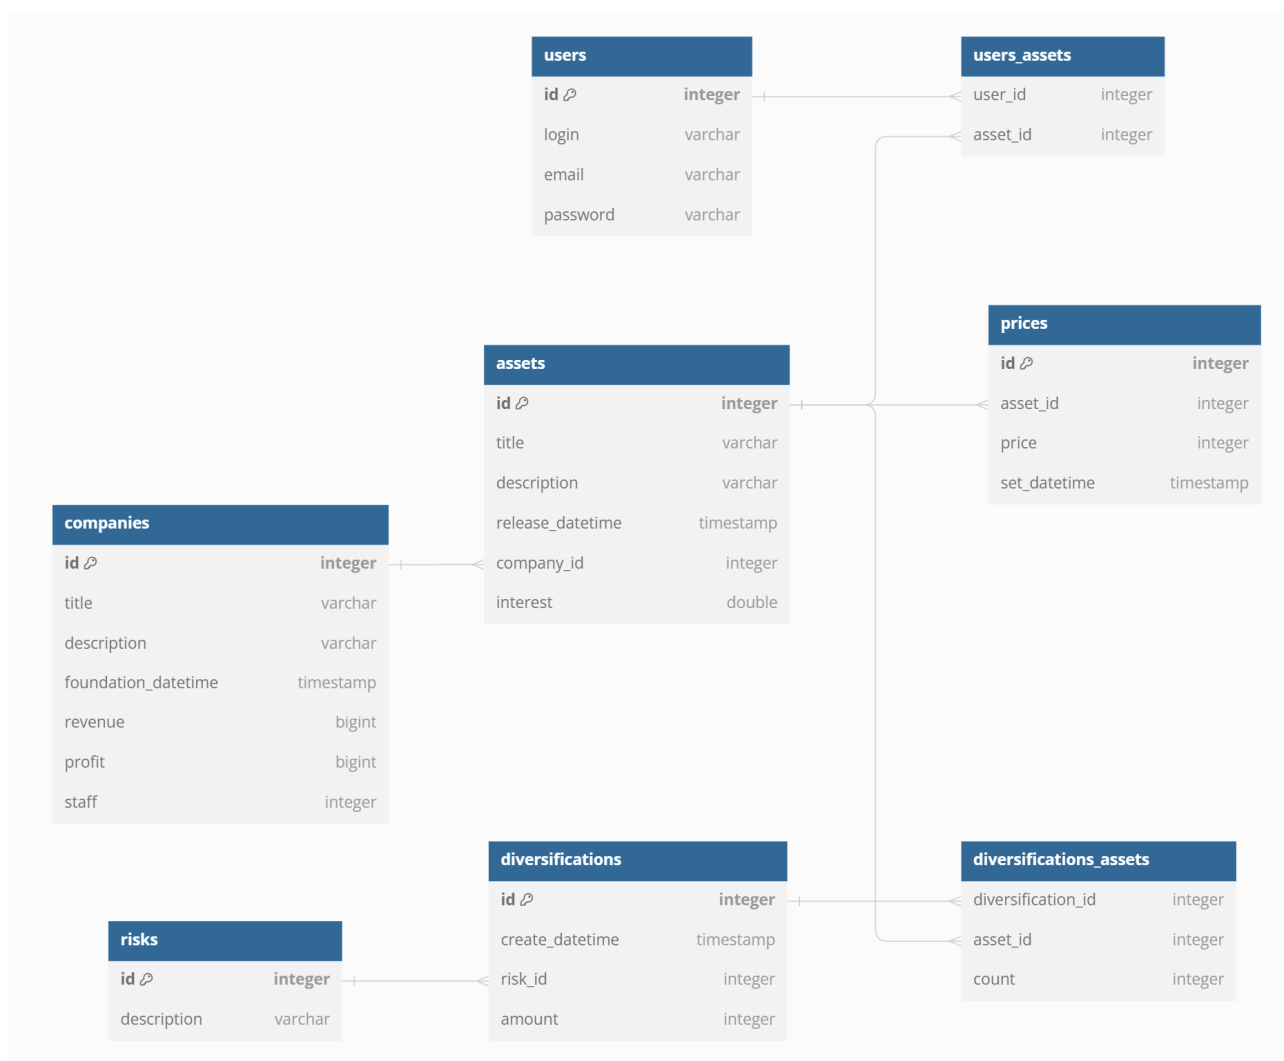 users
id integer
login varchar
email varchar
password varchar
users_assets
user_id integer
asset_id integer
prices
id integer
asset_id integer
price integer
set_datetime timestamp
assets
id integer
title varchar
description varchar
release_datetime timestamp
company_id integer
interest double
companies
id integer
title varchar
description varchar
foundation_datetime timestamp
revenue bigint
profit bigint
staff integer
diversifications
id integer
create_datetime timestamp
risk_id integer
amount integer
diversifications_assets
diversification_id integer
asset_id integer
count integer
risks
id integer
description varchar